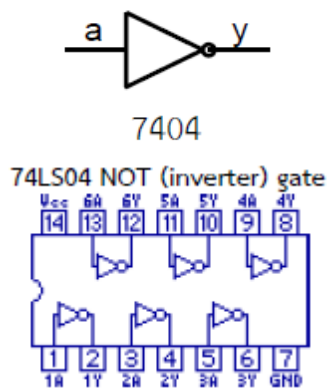 a y
7404
74LS04 NOT (inverter) gate
Vcc 6A 6Y 5A 5Y 4A 4Y
14 13 12 11 10 9 8
1 2 3 4 5 6 7
1A 1Y 2A 2Y 3A 3Y GND